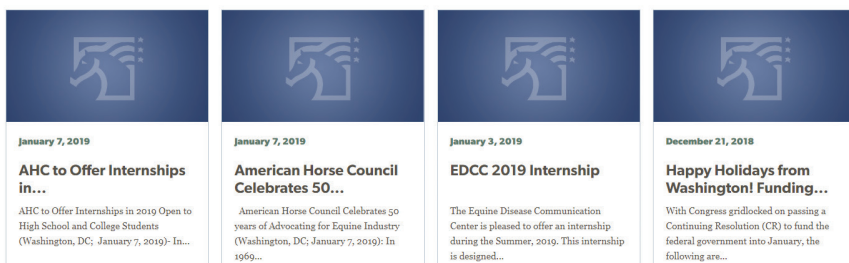 January 7, 2019
AHC to Offer Internships
in...
AHC to Offer Internships in 2019 Open to
High School and College Students
(Washington, DC;  January 7, 2019)- In...
January 7, 2019
American Horse Council
Celebrates 50...
American Horse Council Celebrates 50
years of Advocating for Equine Industry
(Washington, DC; January 7, 2019): In
1969...
January 3, 2019
EDCC 2019 Internship
The Equine Disease Communication
Center is pleased to offer an internship
during the Summer, 2019. This internship
is designed...
December 21, 2018
Happy Holidays from
Washington! Funding...
With Congress gridlocked on passing a
Continuing Resolution (CR) to fund the
federal government into January, the
following are...